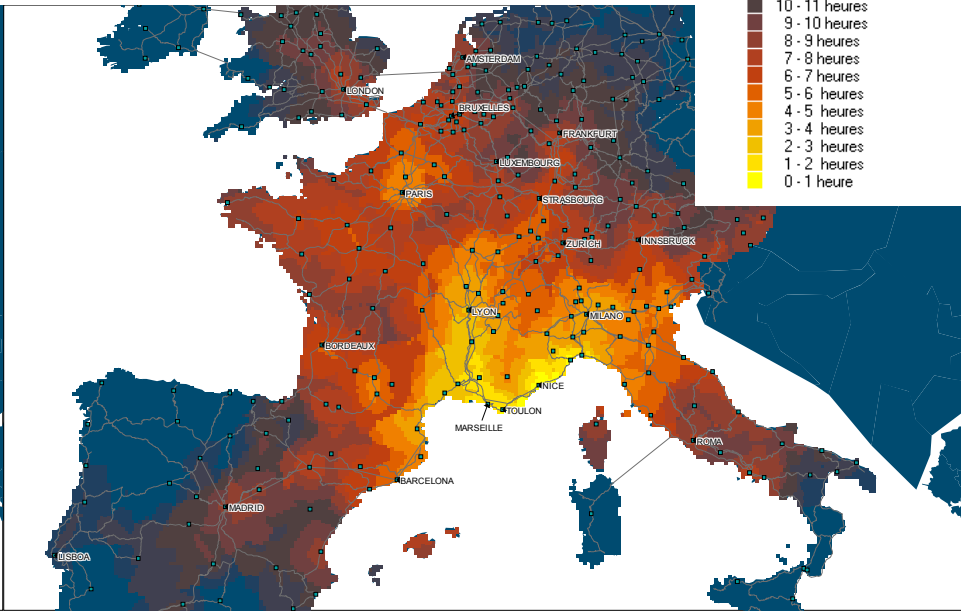 10 - 11 heures
9 - 10 heures
8 - 9 heures
7 - 8 heures
6 - 7 heures
5 - 6 heures
4 - 5 heures
3 - 4 heures
2 - 3 heures
1 - 2 heures
0 - 1 heure
AMSTERDAM
LONDON
BRUXELLES
FRANKFURT
LUXEMBOURG
PARIS
STRASBOURG
ZURICH
INNSBRUCK
LYON
MILANO
BORDEAUX
NICE
TOULON
MARSEILLE
ROMA
BARCELONA
MADRID
LISBOA